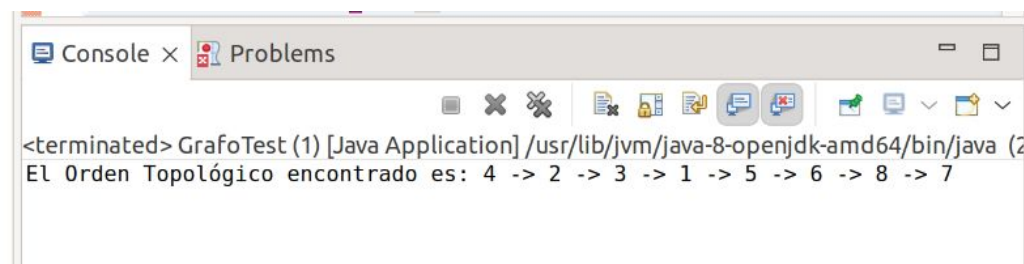 Console Problems
<terminated> GrafoTest (1) [Java Application] /usr/lib/jvm/java-8-openjdk-amd64/bin/java (2
El Orden Topológico encontrado es: 4 -> 2 -> 3 -> 1 -> 5 -> 6 -> 8 -> 7